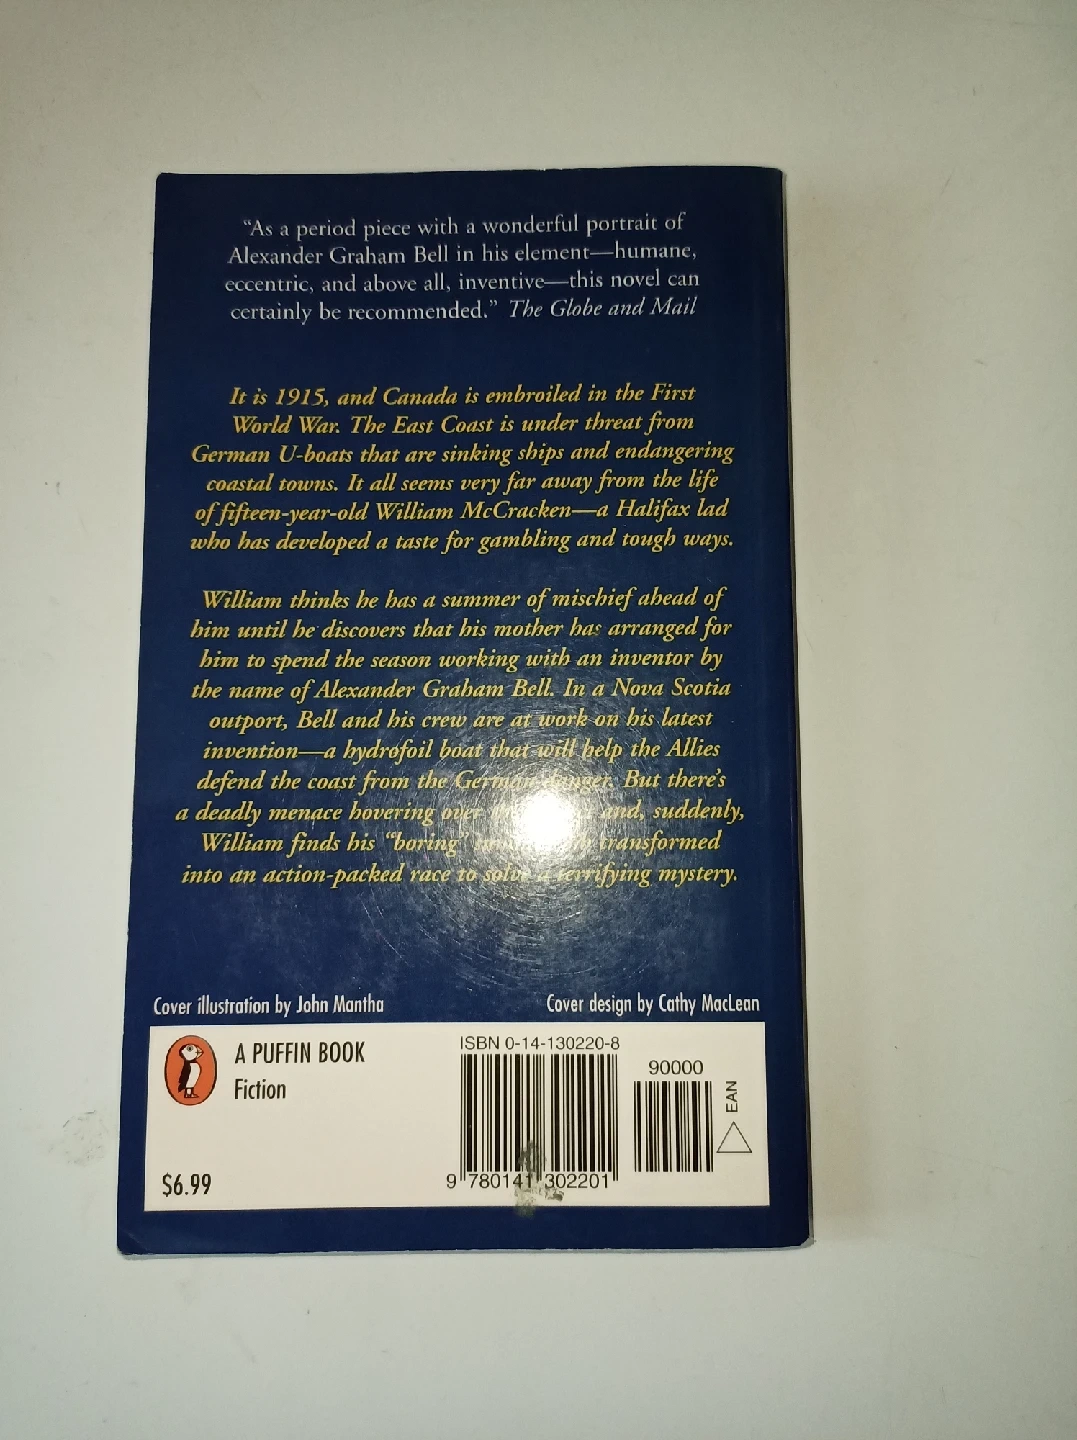 “As a period piece with a wonderful portrait of
Alexander Graham Bell in his element—humane,
eccentric, and above all, inventive—this novel can
certainly be recommended.” The Globe and Mail
It is 1915, and Canada is embroiled in the First
World War. The East Coast is under threat from
German U-boats that are sinking ships and endangering
coastal towns. It all seems very far away from the life
of fifteen-year-old William McCracken—a Halifax lad
who has developed a taste for gambling and tough ways.
William thinks he has a summer of mischief ahead of
him until he discovers that his mother has arranged for
him to spend the season working with an inventor by
the name of Alexander Graham Bell. In a Nova Scotia
outport, Bell and his crew are at work on his latest
invention—a hydrofoil boat that will help the Allies
defend the coast from the German But there’s
a deadly menace hovering over and, suddenly,
William finds his “boring” transformed
into an action-packed race to solve a terrifying mystery.
Cover illustration by John Mantha
Cover design by Cathy MacLean
A PUFFIN BOOK
Fiction
$6.99
ISBN 0-14-130220-8
90000
EAN
9 780141 302201